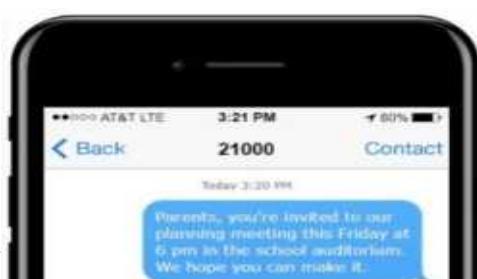 AT&T LTE 3:21 PM 80%
Back 21000 Contact
Today 3:20 PM
Parents, you're invited to our
planning meeting this Friday at
6 pm in the school auditorium.
We hope you can make it.